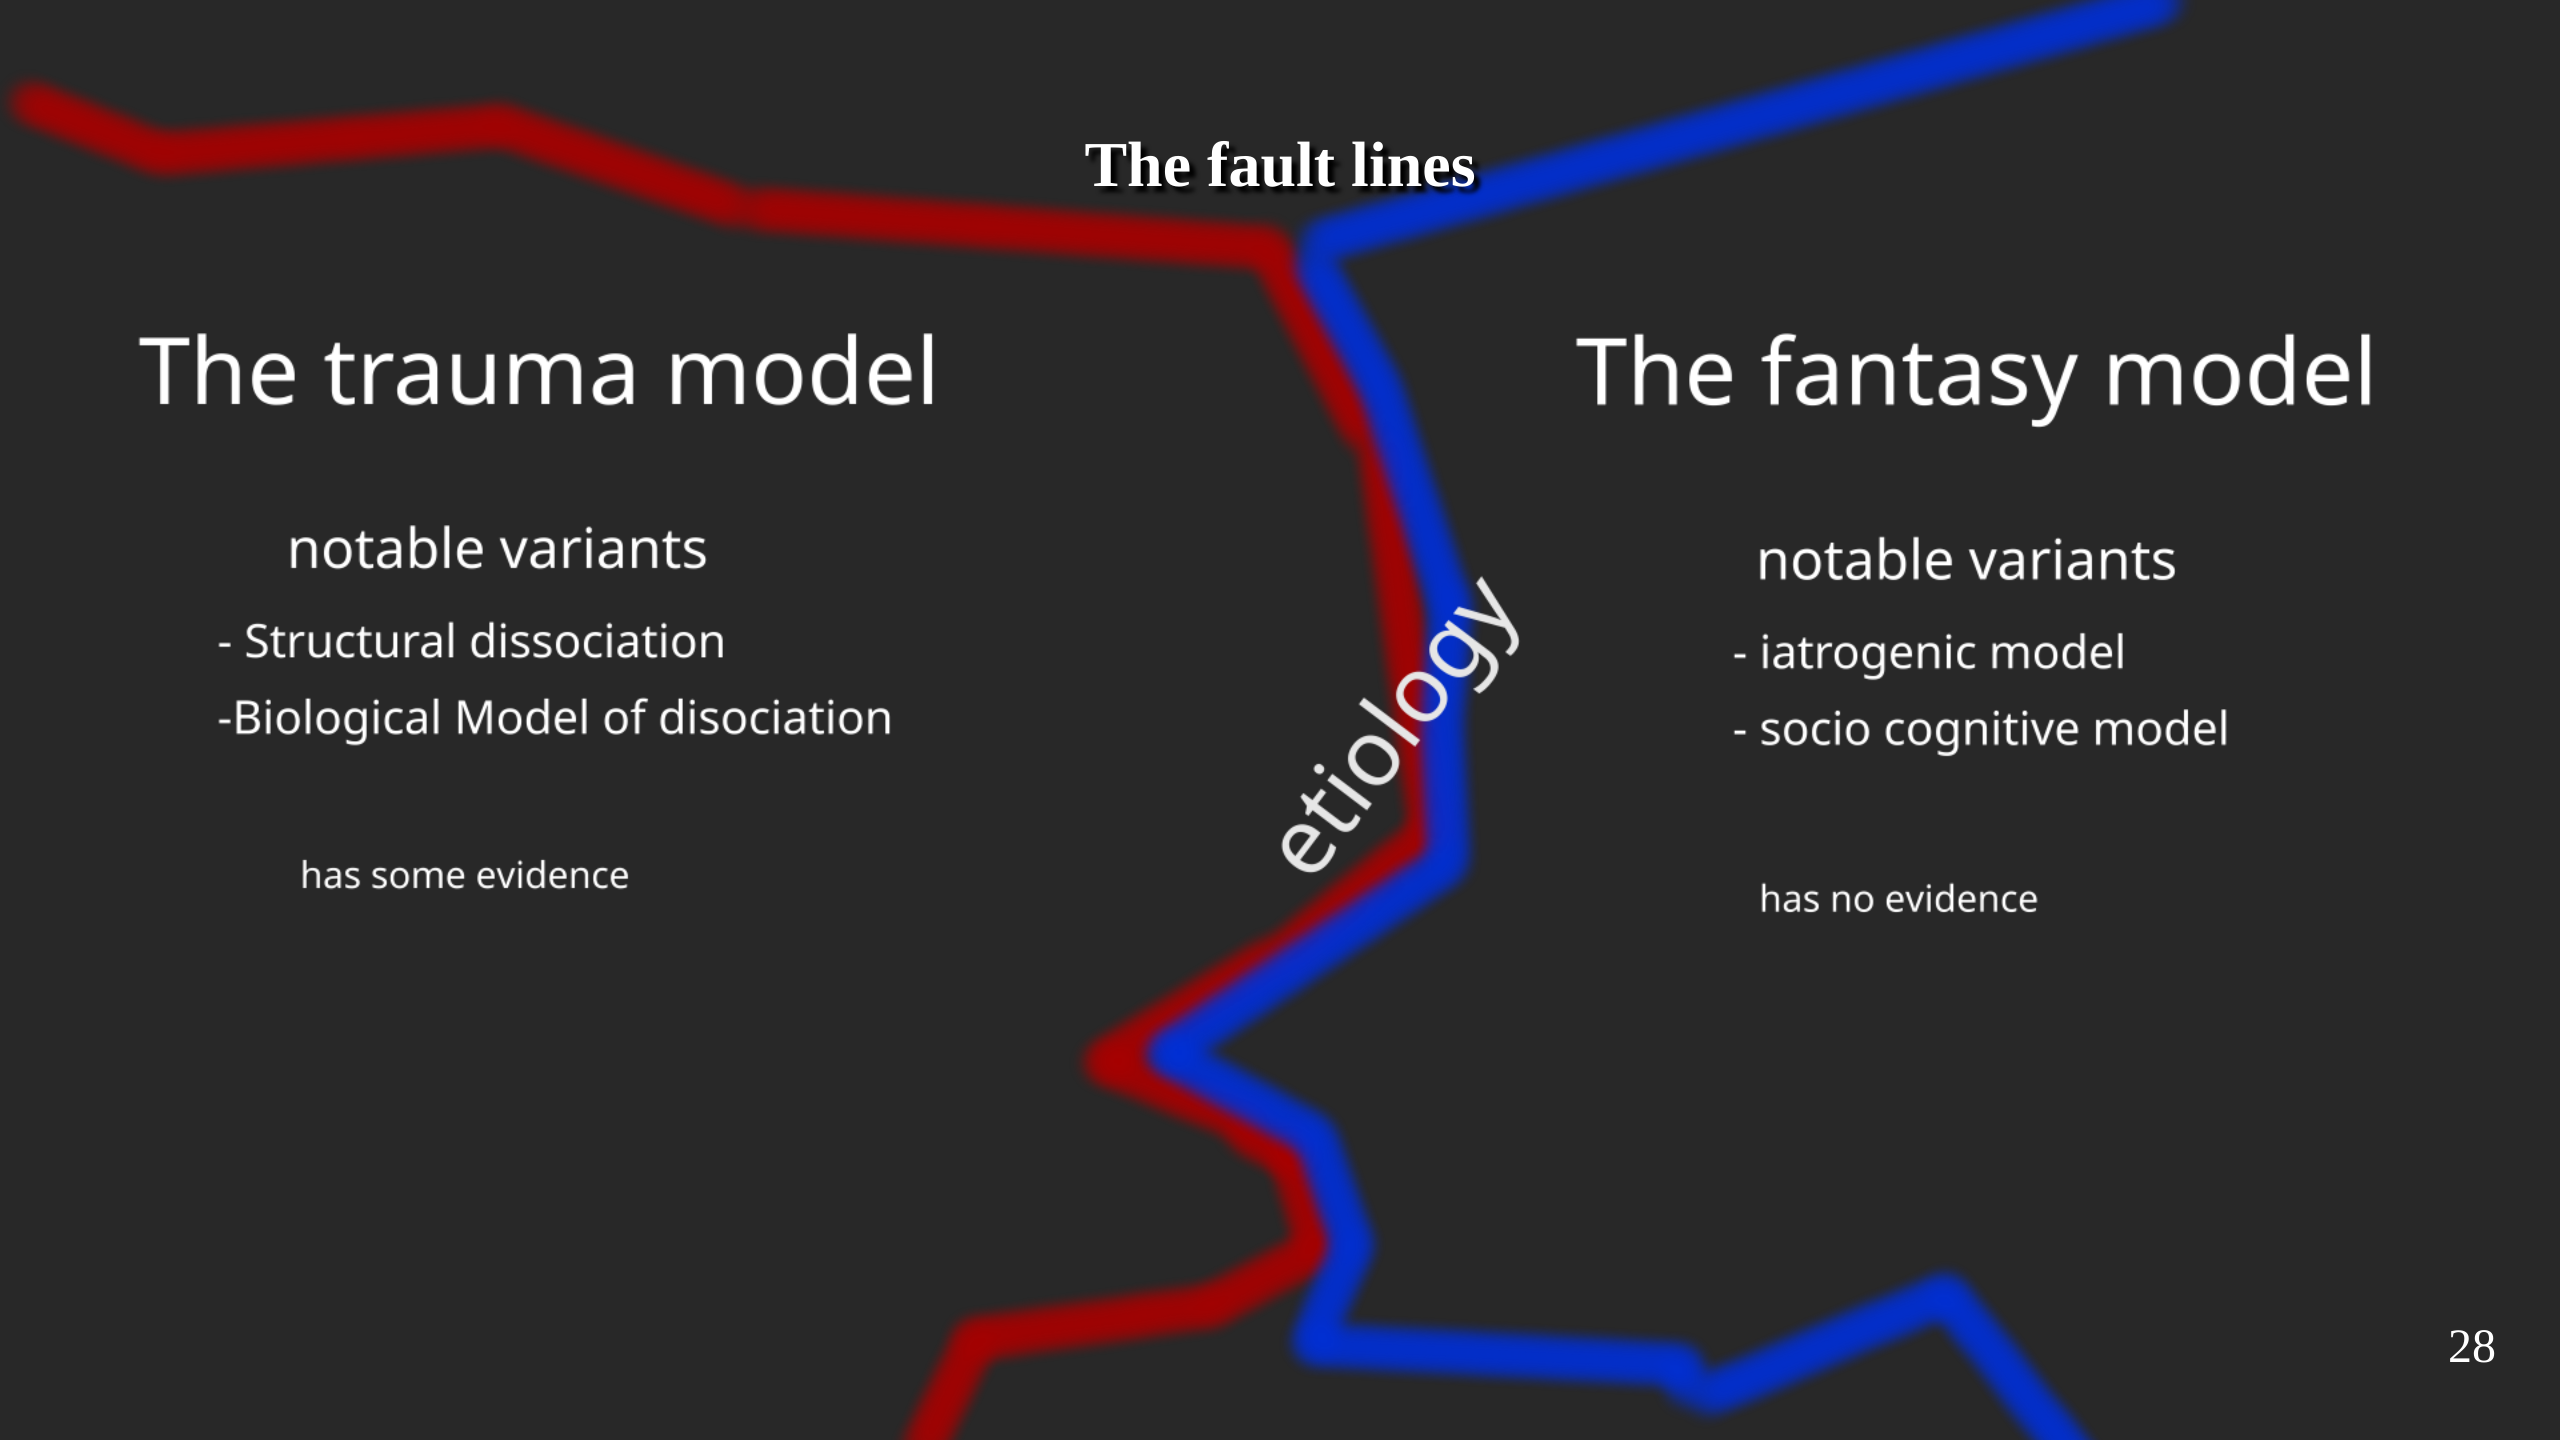 The fault lines
The trauma model
notable variants
- Structural dissociation
-Biological Model of disociation
has some evidence
etiology
The fantasy model
notable variants
- iatrogenic model
- socio cognitive model
has no evidence
28